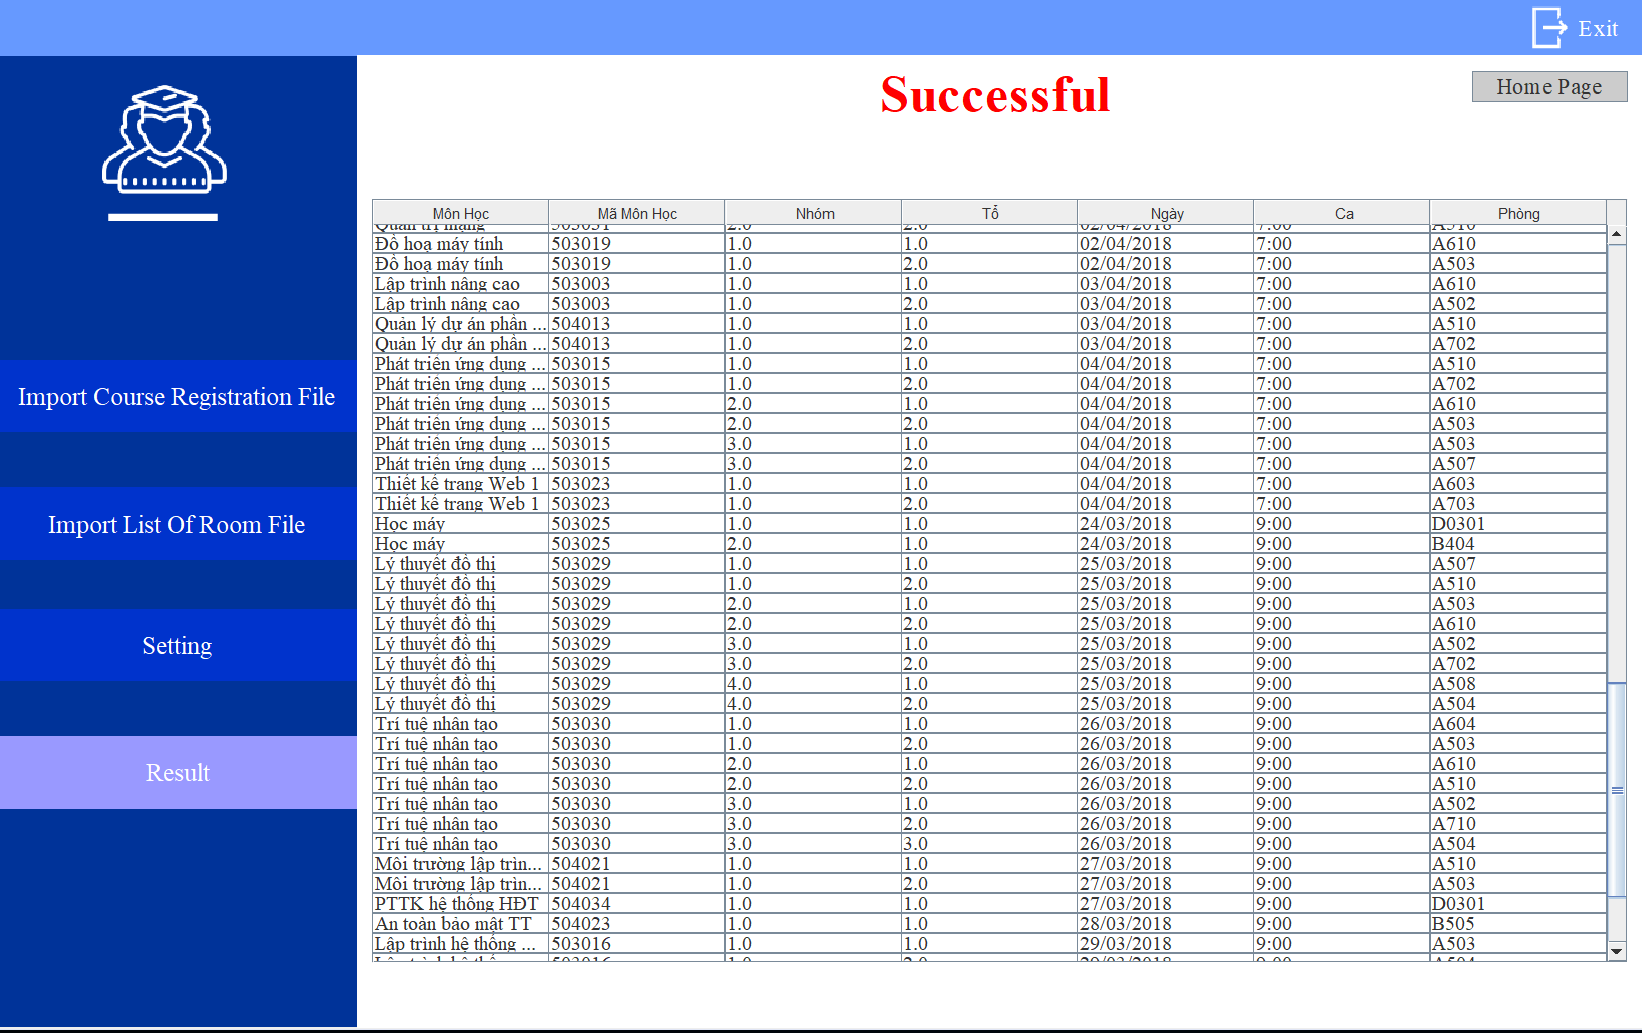 Exit
Successful
Home Page
Import Course Registration File
Import List Of Room File
Setting
Result
Môn Học Mã Môn Học Nhóm Tổ Ngày Ca Phòng
Quản trị mạng 503031 2.0 2.0 02/04/2018 7:00 A510
Đồ hoạ máy tính 503019 1.0 1.0 02/04/2018 7:00 A610
Đồ hoạ máy tính 503019 1.0 2.0 02/04/2018 7:00 A503
Lập trình nâng cao 503003 1.0 1.0 03/04/2018 7:00 A610
Lập trình nâng cao 503003 1.0 2.0 03/04/2018 7:00 A502
Quản lý dự án phần ... 504013 1.0 1.0 03/04/2018 7:00 A510
Quản lý dự án phần ... 504013 1.0 2.0 03/04/2018 7:00 A702
Phát triển ứng dụng ... 503015 1.0 1.0 04/04/2018 7:00 A510
Phát triển ứng dụng ... 503015 1.0 2.0 04/04/2018 7:00 A702
Phát triển ứng dụng ... 503015 2.0 1.0 04/04/2018 7:00 A610
Phát triển ứng dụng ... 503015 2.0 2.0 04/04/2018 7:00 A503
Phát triển ứng dụng ... 503015 3.0 1.0 04/04/2018 7:00 A503
Phát triển ứng dụng ... 503015 3.0 2.0 04/04/2018 7:00 A507
Thiết kế trang Web 1 503023 1.0 1.0 04/04/2018 7:00 A603
Thiết kế trang Web 1 503023 1.0 2.0 04/04/2018 7:00 A703
Học máy 503025 1.0 1.0 24/03/2018 9:00 D0301
Học máy 503025 2.0 1.0 24/03/2018 9:00 B404
Lý thuyết đồ thị 503029 1.0 1.0 25/03/2018 9:00 A507
Lý thuyết đồ thị 503029 1.0 2.0 25/03/2018 9:00 A510
Lý thuyết đồ thị 503029 2.0 1.0 25/03/2018 9:00 A503
Lý thuyết đồ thị 503029 2.0 2.0 25/03/2018 9:00 A610
Lý thuyết đồ thị 503029 3.0 1.0 25/03/2018 9:00 A502
Lý thuyết đồ thị 503029 3.0 2.0 25/03/2018 9:00 A702
Lý thuyết đồ thị 503029 4.0 1.0 25/03/2018 9:00 A508
Lý thuyết đồ thị 503029 4.0 2.0 25/03/2018 9:00 A504
Trí tuệ nhân tạo 503030 1.0 1.0 26/03/2018 9:00 A604
Trí tuệ nhân tạo 503030 1.0 2.0 26/03/2018 9:00 A503
Trí tuệ nhân tạo 503030 2.0 1.0 26/03/2018 9:00 A610
Trí tuệ nhân tạo 503030 2.0 2.0 26/03/2018 9:00 A510
Trí tuệ nhân tạo 503030 3.0 1.0 26/03/2018 9:00 A502
Trí tuệ nhân tạo 503030 3.0 2.0 26/03/2018 9:00 A710
Trí tuệ nhân tạo 503030 3.0 3.0 26/03/2018 9:00 A504
Môi trường lập trìn... 504021 1.0 1.0 27/03/2018 9:00 A510
Môi trường lập trìn... 504021 1.0 2.0 27/03/2018 9:00 A503
PTTK hệ thống HĐT 504034 1.0 1.0 27/03/2018 9:00 D0301
An toàn bảo mật TT 504023 1.0 1.0 28/03/2018 9:00 B505
Lập trình hệ thống ... 503016 1.0 1.0 29/03/2018 9:00 A503